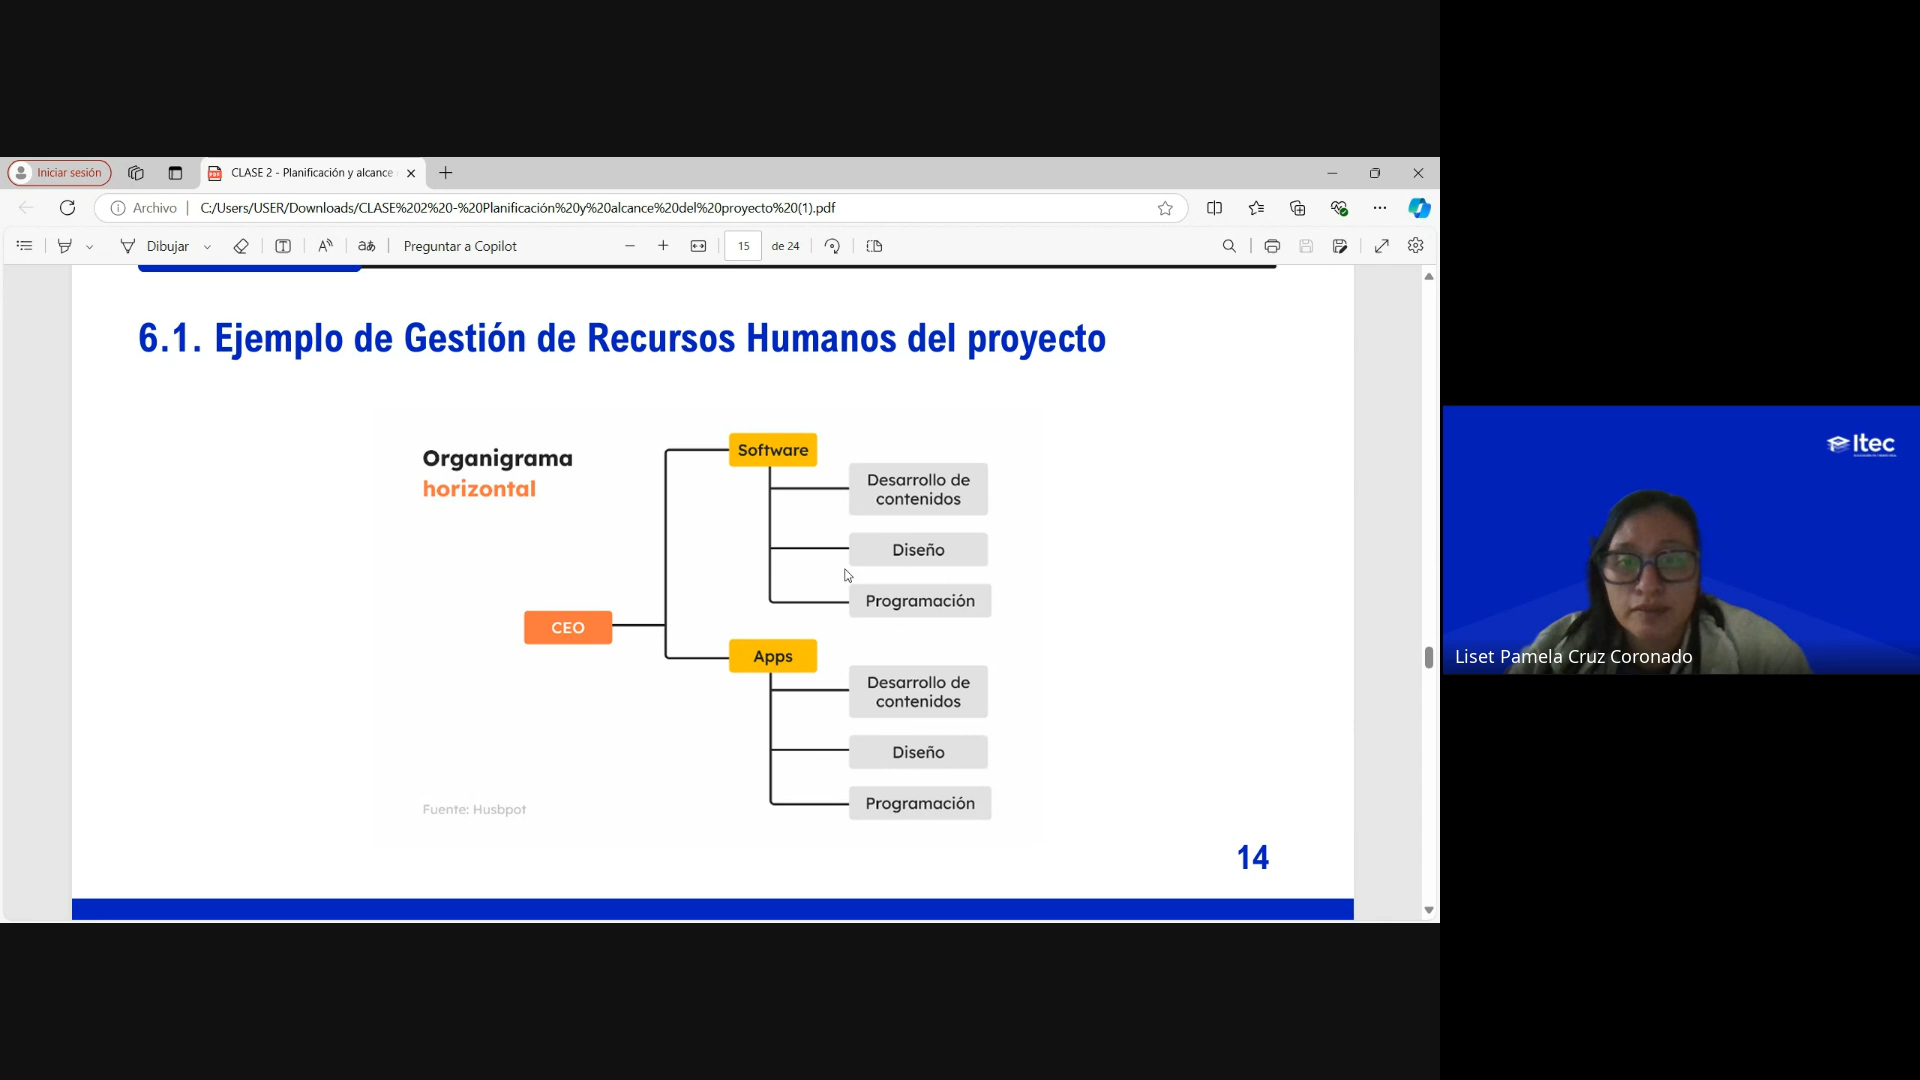 Iniciar sesión
CLASE 2 - Planificación y alcance
Archivo
C:/Users/USER/Downloads/CLASE%202%20-%20Planificación%20y%20alcance%20del%20proyecto%20(1).pdf
Dibujar
aあ
Preguntar a Copilot
15
de 24
6.1. Ejemplo de Gestión de Recursos Humanos del proyecto
Organigrama
horizontal
Software
Desarrollo de
contenidos
Diseño
Programación
CEO
Apps
Desarrollo de
contenidos
Diseño
Programación
Fuente: Husbpot
14
Itec
Liset Pamela Cruz Coronado